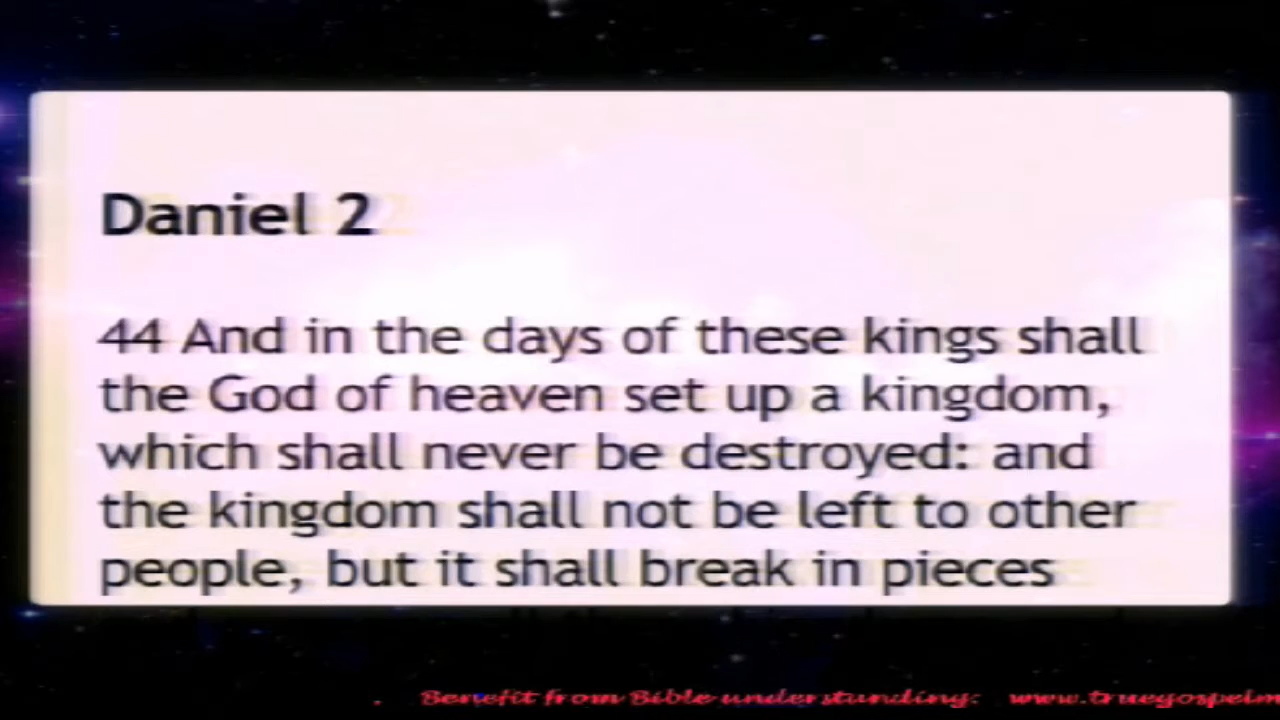 Daniel 2
44 And in the days of these kings shall
the God of heaven set up a kingdom,
which shall never be destroyed: and
the kingdom shall not be left to other
people, but it shall break in pieces
. Benefit from Bible understanding: www.truegospelm